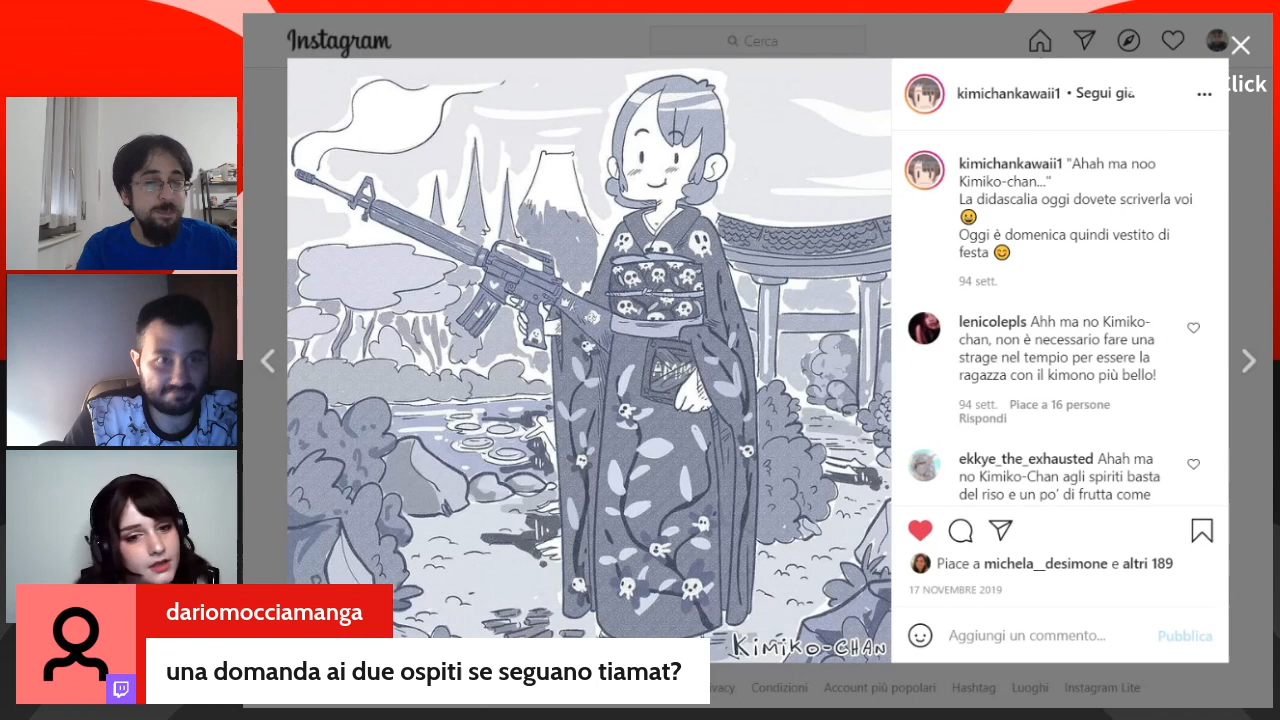 Instagram
Cerca
Click
kimichankawaii1 • Segui già
kimichankawaii1 "Ahah ma noo
Kimiko-chan..."
La didascalia oggi dovete scriverla voi
Oggi è domenica quindi vestito di
festa
94 sett.
lenicolepls Ahh ma no Kimiko-
chan, non è necessario fare una
strage nel tempio per essere la
ragazza con il kimono più bello!
94 sett. Piace a 16 persone
Rispondi
ekkye_the_exhausted Ahah ma
no Kimiko-Chan agli spiriti basta
del riso e un po' di frutta come
Piace a michela__desimone e altri 189
17 NOVEMBRE 2019
Aggiungi un commento...
Pubblica
KIMIKO-CHAN
dariomocciamanga
una domanda ai due ospiti se seguano tiamat?
Condizioni
Account più popolari
Hashtag
Luoghi
Instagram Lite